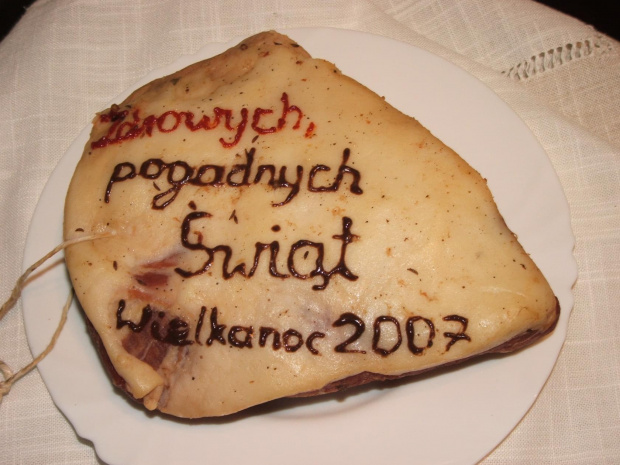 Zdrowych,
pogodnych
Świąt
Wielkanoc 2007